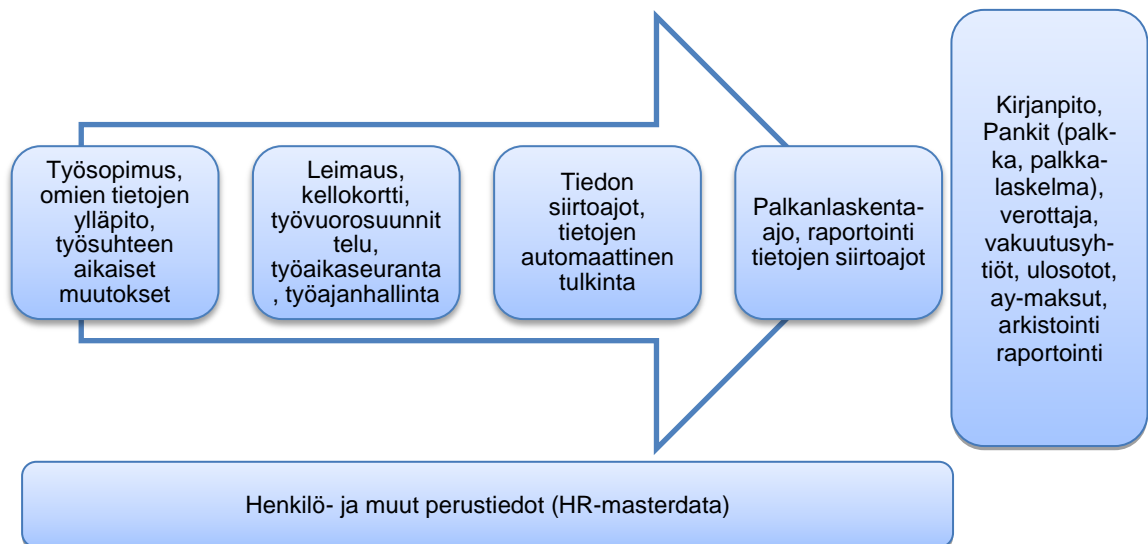 Työsopimus,
omien tietojen
ylläpito,
työsuhteen
aikaiset
muutokset
Leimaus,
kellokortti,
työvuorosuunnit
telu,
työaikaseuranta
, työajanhallinta
Tiedon
siirtoajot,
tietojen
automaattinen
tulkinta
Palkanlaskenta-
ajo, raportointi
tietojen siirtoajot
Kirjanpito,
Pankit (palk-
ka, palkka-
laskelma),
verottaja,
vakuutusyh-
tiöt, ulosotot,
ay-maksut,
arkistointi
raportointi
Henkilö- ja muut perustiedot (HR-masterdata)